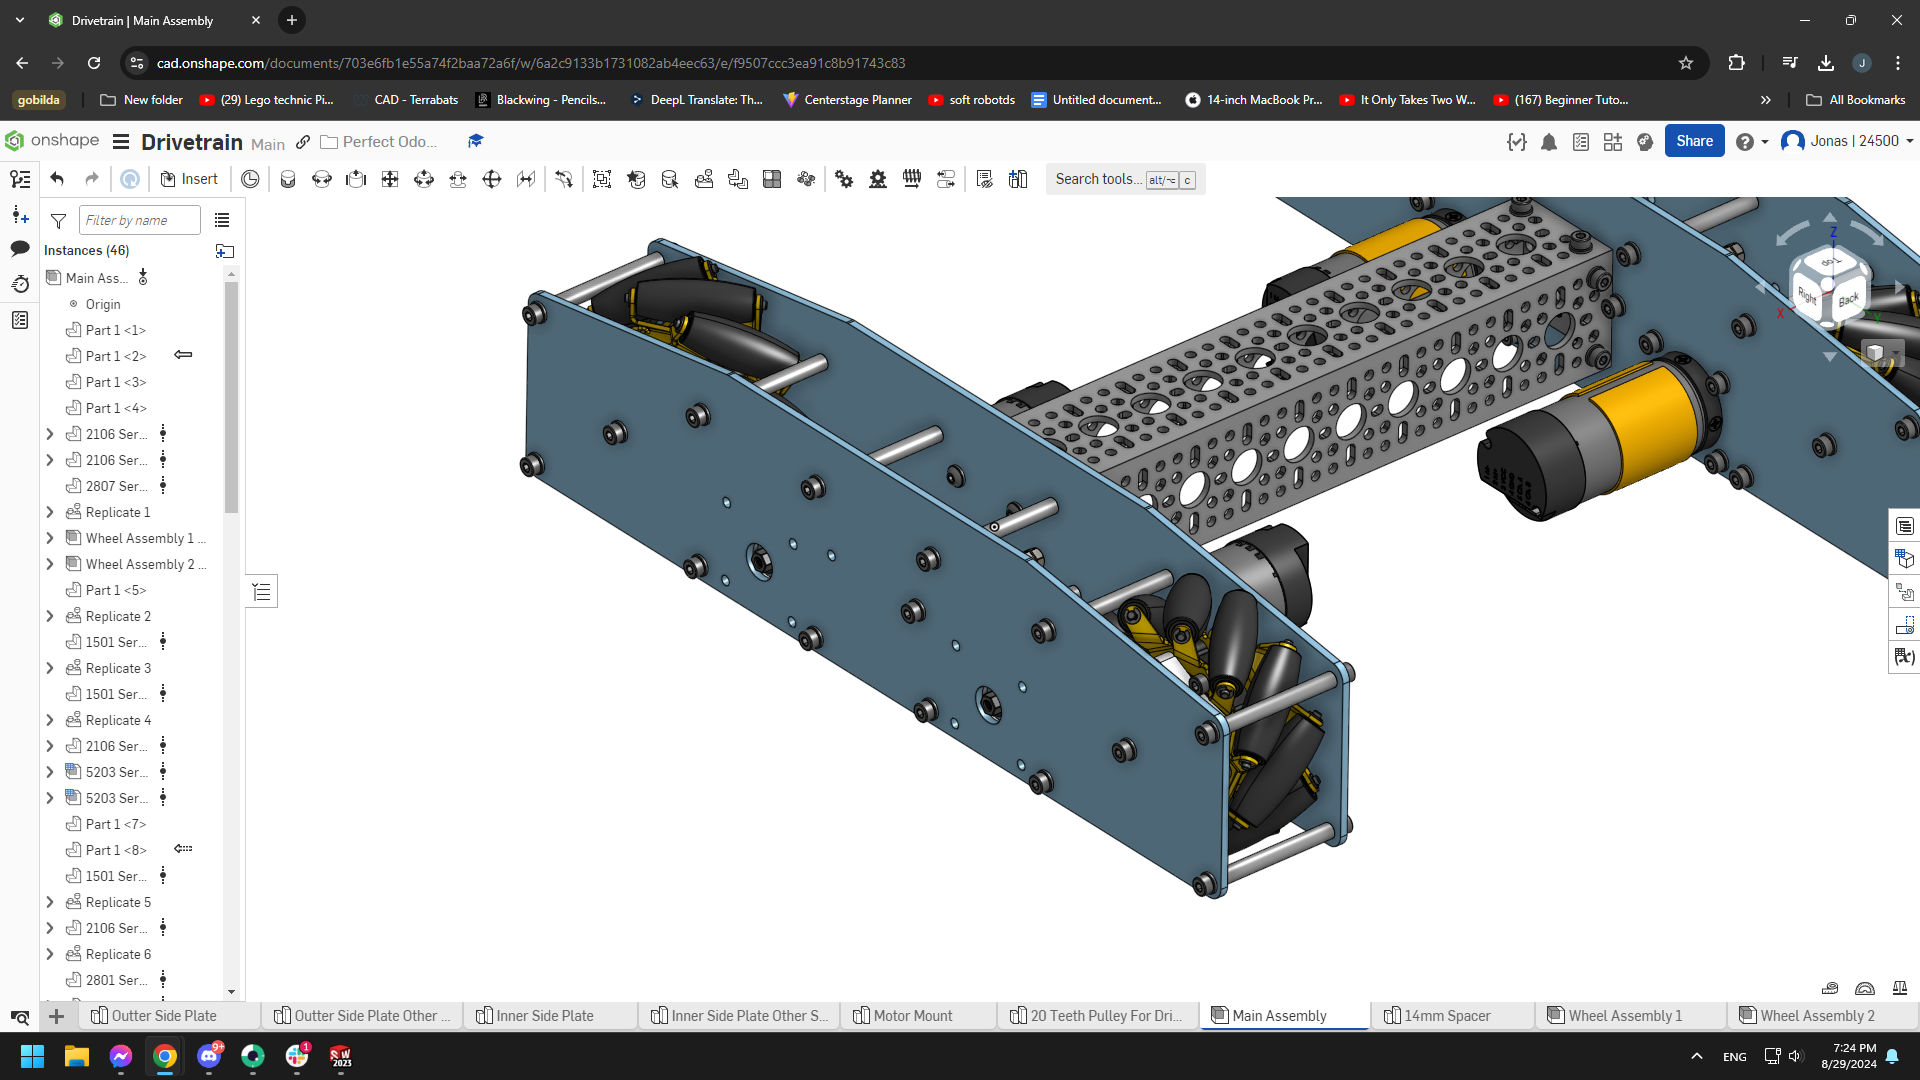 Drivetrain | Main Assembly
cad.onshape.com/documents/703e6fb1e55a74f2baa72a6f/w/6a2c9133b1731082ab4eec63/e/f9507ccc3ea91c8b91743c83
J
gobilda
New folder
(29) Lego technic Pi...
CAD - Terrabats
Blackwing - Pencils...
DeepL Translate: Th...
Centerstage Planner
soft robotds
Untitled document...
14-inch MacBook Pr...
It Only Takes Two W...
(167) Beginner Tuto...
All Bookmarks
onshape
Drivetrain Main
Perfect Odo...
Share
Jonas | 24500
Insert
Search tools... alt/⌥ c
Filter by name
Instances (46)
Main Ass...
Origin
Part 1 <1>
Part 1 <2>
Part 1 <3>
Part 1 <4>
2106 Ser...
2106 Ser...
2807 Ser...
Replicate 1
Wheel Assembly 1 ...
Wheel Assembly 2 ...
Part 1 <5>
Replicate 2
1501 Ser...
Replicate 3
1501 Ser...
Replicate 4
2106 Ser...
5203 Ser...
5203 Ser...
Part 1 <7>
Part 1 <8>
1501 Ser...
Replicate 5
2106 Ser...
Replicate 6
2801 Ser...
Z
Top
Right
Back
X
Y
Outter Side Plate
Outter Side Plate Other ...
Inner Side Plate
Inner Side Plate Other S...
Motor Mount
20 Teeth Pulley For Dri...
Main Assembly
14mm Spacer
Wheel Assembly 1
Wheel Assembly 2
9+
1
SW
2023
ENG
7:24 PM
8/29/2024